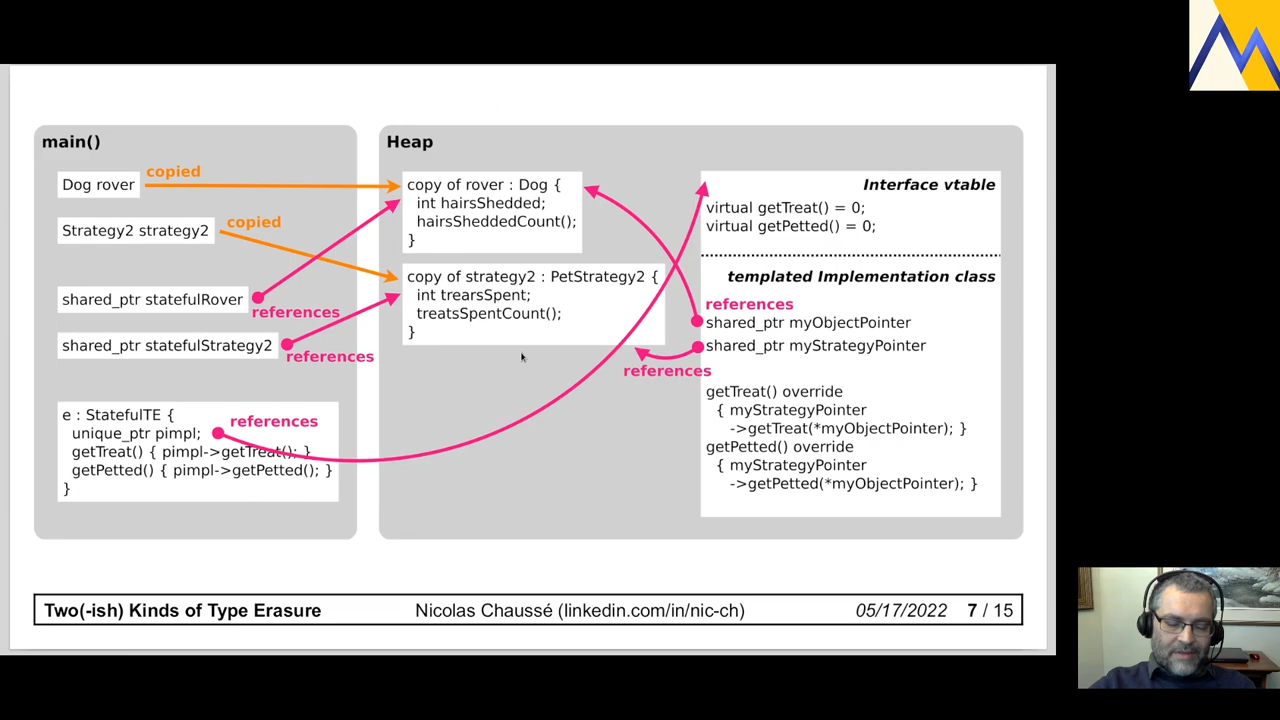 main()
Dog rover
copied
Strategy2 strategy2
copied
shared_ptr statefulRover
references
shared_ptr statefulStrategy2
references
e : StatefulTE {
unique_ptr pimpl;
references
getTreat() { pimpl->getTreat(); }
getPetted() { pimpl->getPetted(); }
}
Heap
copy of rover : Dog {
int hairsShedded;
hairsSheddedCount();
}
copy of strategy2 : PetStrategy2 {
int trearsSpent;
treatsSpentCount();
}
Interface vtable
virtual getTreat() = 0;
virtual getPetted() = 0;
templated Implementation class
references
shared_ptr myObjectPointer
shared_ptr myStrategyPointer
references
getTreat() override
{ myStrategyPointer
->getTreat(*myObjectPointer); }
getPetted() override
{ myStrategyPointer
->getPetted(*myObjectPointer); }
Two(-ish) Kinds of Type Erasure Nicolas Chaussé (linkedin.com/in/nic-ch) 05/17/2022 7 / 15